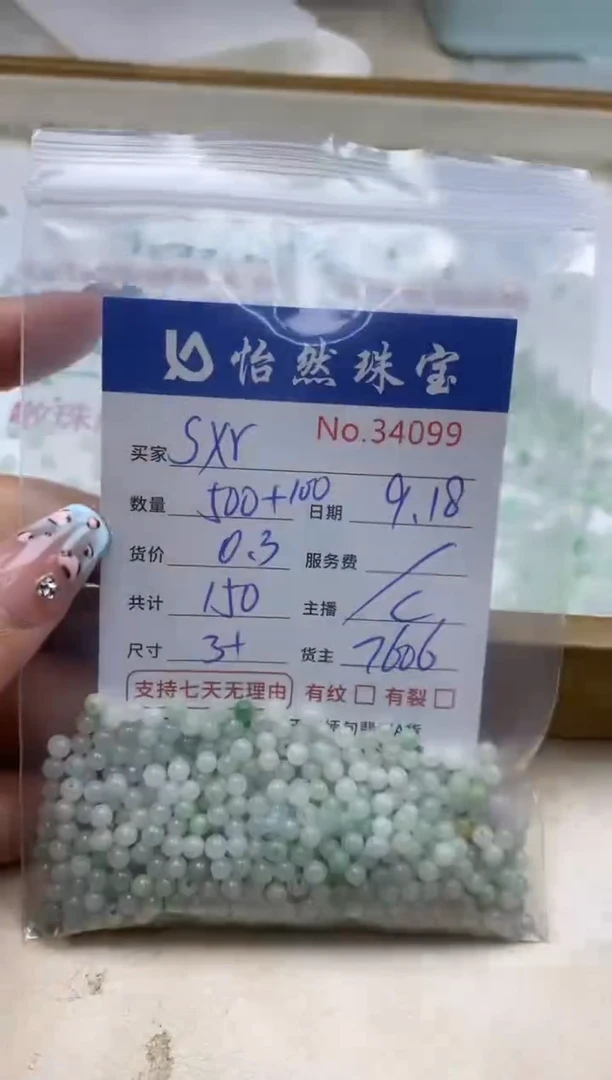 怡然珠宝
No.34099
买家 SXr
数量 500+100 日期 9.18
货价 0.3 服务费 /
共计 150 主播 /C
尺寸 3+ 货主 7606
支持七天无理由 有纹 □ 有裂 □